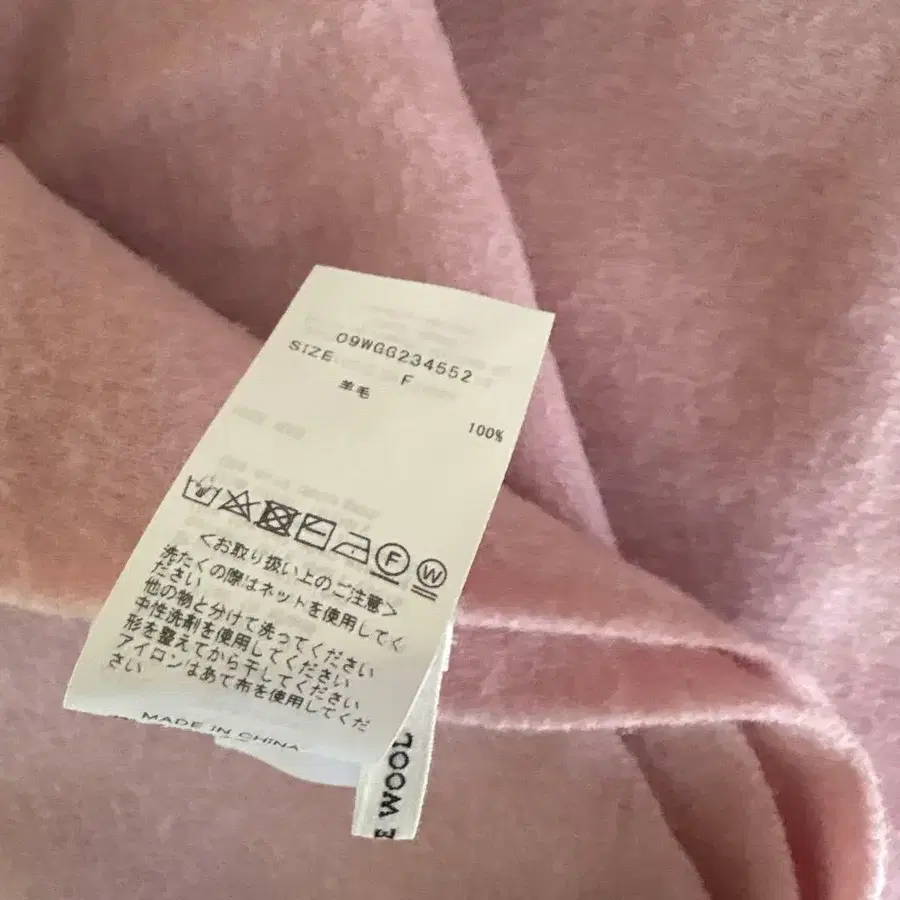 09WGG234552
SIZE F
羊毛 100%
F W
<お取り扱い上のご注意>
洗たくの際はネットを使用してく
ださい
他の物と分けて洗ってください
中性洗剤を使用してください
形を整えてから干してください
アイロンはあて布を使用してくだ
さい
MADE IN CHINA
E WOOL